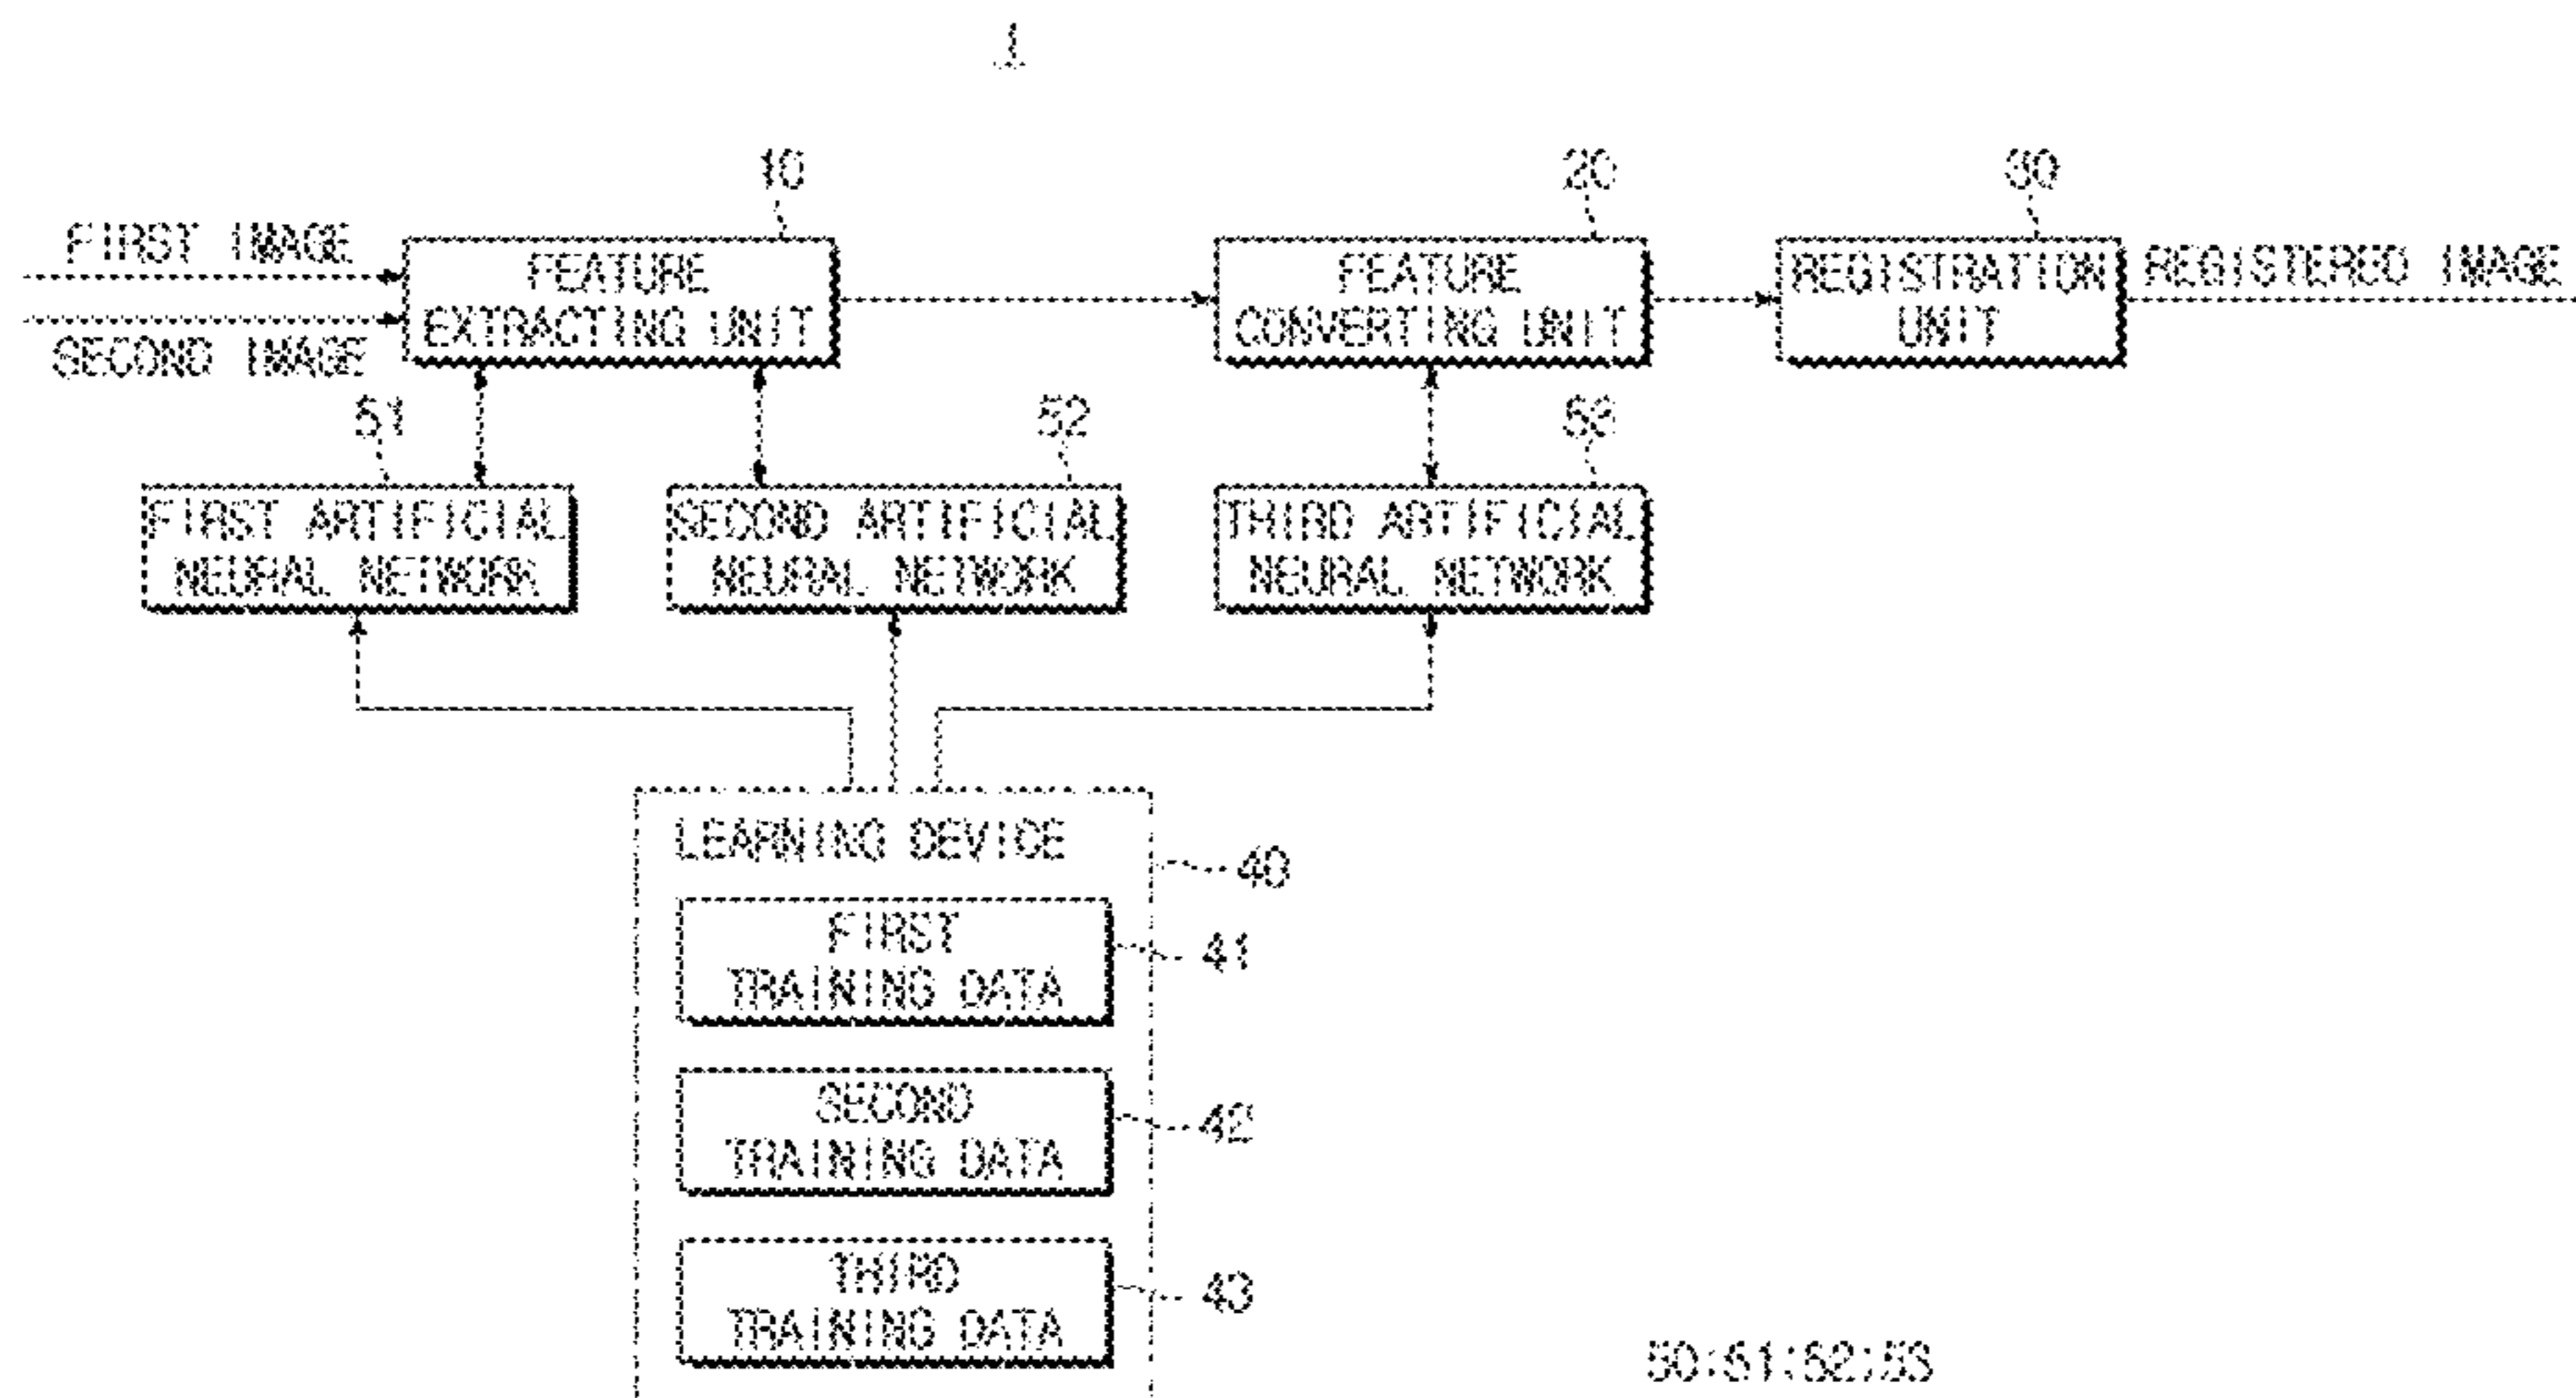 1
10
20
30
FIRST IMAGE
SECOND IMAGE
FEATURE
EXTRACTING UNIT
FEATURE
CONVERTING UNIT
REGISTRATION
UNIT
REGISTERED IMAGE
51
52
53
FIRST ARTIFICIAL
NEURAL NETWORK
SECOND ARTIFICIAL
NEURAL NETWORK
THIRD ARTIFICIAL
NEURAL NETWORK
LEARNING DEVICE
40
FIRST
TRAINING DATA
41
SECOND
TRAINING DATA
42
THIRD
TRAINING DATA
43
50:51:52:53